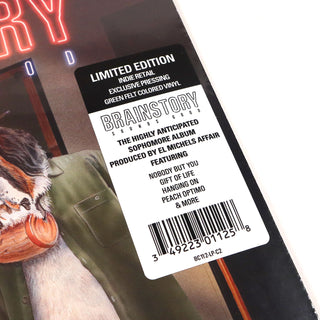 RY
LIMITED EDITION
INDIE RETAIL
EXCLUSIVE PRESSING
GREEN FELT COLORED VINYL
BRAINSTORY
SOUNDS GOOD
THE HIGHLY ANTICIPATED
SOPHOMORE ALBUM
PRODUCED BY EL MICHELS AFFAIR
FEATURING
NOBODY BUT YOU
GIFT OF LIFE
HANGING ON
PEACH OPTIMO
& MORE
3 49223 01125 8
BC112-LP-C2